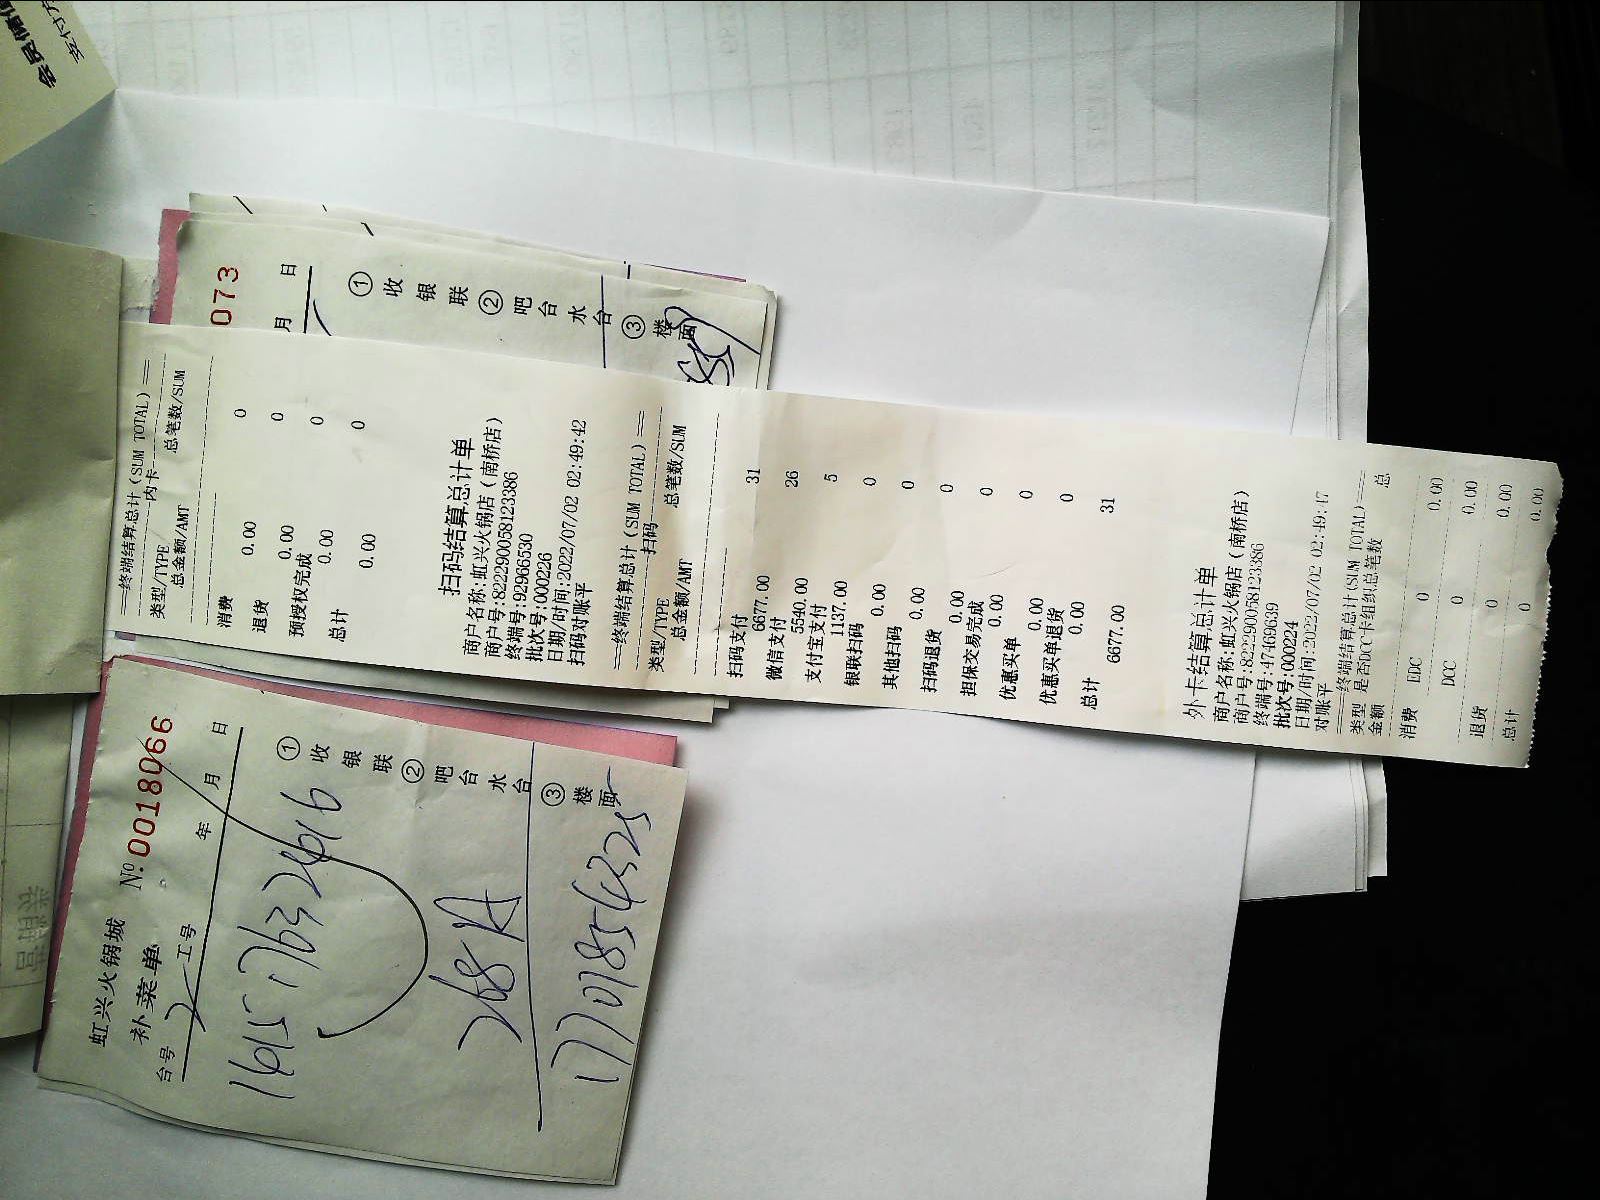 会员储值
073
月 日
① 收银联 ② 吧台水台 ③ 楼面
==终端结算总计(SUM TOTAL)==
内卡
类型/TYPE
总金额/AMT 总笔数/SUM
消费
0.00 0
退货
0.00 0
预授权完成
0.00 0
总计
0.00 0
扫码结算总计单
商户名称:虹兴火锅店(南桥店)
商户号:822290058123386
终端号:92966530
批次号:000226
日期/时间:2022/07/02 02:49:42
扫码对账平
==终端结算总计(SUM TOTAL)==
扫码
类型/TYPE
总金额/AMT 总笔数/SUM
扫码支付
6677.00 31
微信支付
5540.00 26
支付宝支付
1137.00 5
银联扫码
0.00 0
其他扫码
0.00 0
扫码退货
0.00 0
担保交易完成
0.00 0
优惠买单
0.00 0
优惠买单退货
0.00 0
总计
6677.00 31
外卡结算总计单
商户名称:虹兴火锅店(南桥店)
商户号:822290058123386
终端号:47469639
批次号:000224
日期/时间:2022/07/02 02:49:17
对账平
==终端结算总计(SUM TOTAL)==
类型 是否DCC卡组织总笔数 总
金额
消费
EDC 0 0.00
DCC 0 0.00
退货 0 0.00
总计 0 0.00
虹兴火锅城
补菜单 Nº 0018066
台号 工号 年 月 日
① 收银联 ② 吧台水台 ③ 楼面
268
17701854325